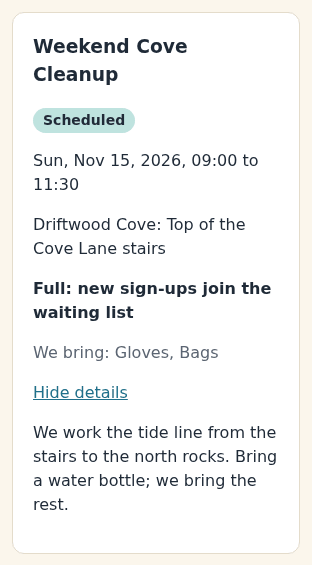 Weekend Cove
Cleanup
Scheduled
Sun, Nov 15, 2026, 09:00 to
11:30
Driftwood Cove: Top of the
Cove Lane stairs
Full: new sign-ups join the
waiting list
We bring: Gloves, Bags
Hide details
We work the tide line from the
stairs to the north rocks. Bring
a water bottle; we bring the
rest.